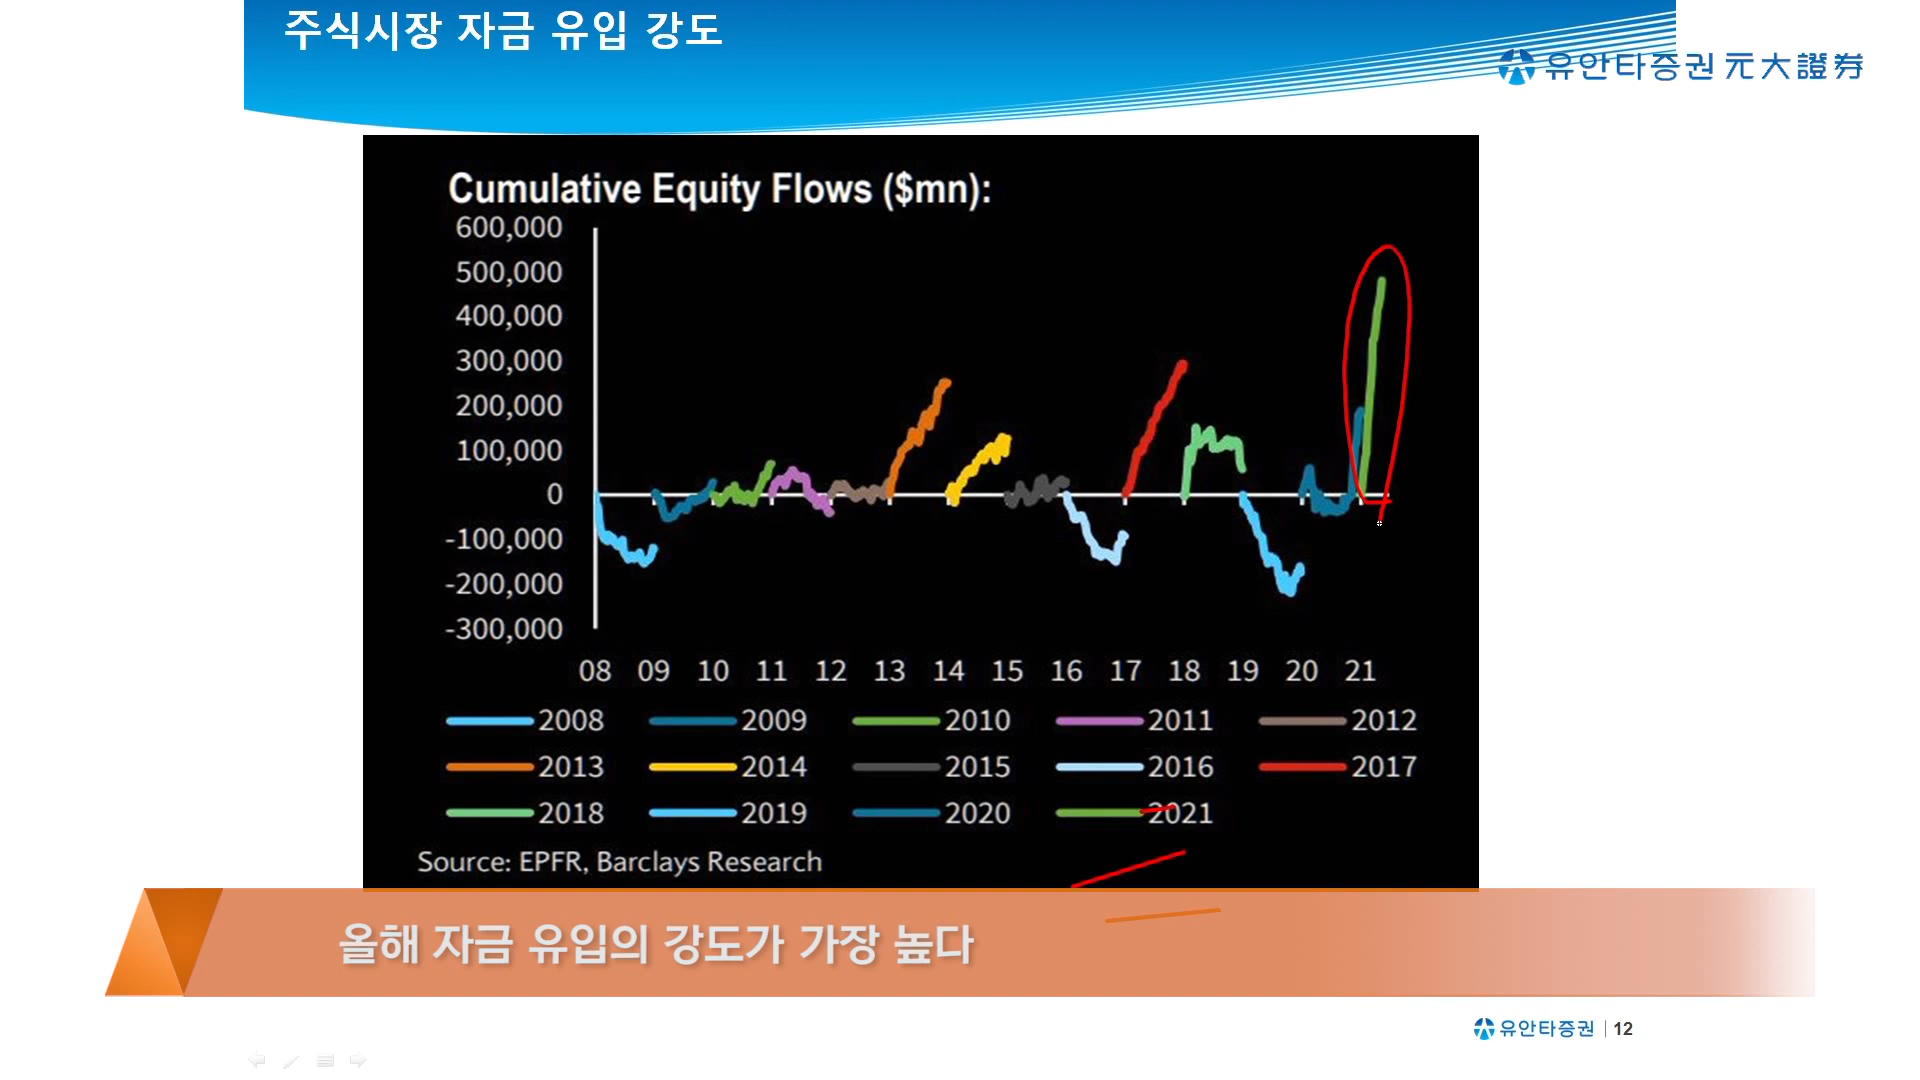 주식시장 자금 유입 강도
유안타증권 元大證券
Cumulative Equity Flows ($mn):
600,000
500,000
400,000
300,000
200,000
100,000
0
-100,000
-200,000
-300,000
08 09 10 11 12 13 14 15 16 17 18 19 20 21
2008 2009 2010 2011 2012
2013 2014 2015 2016 2017
2018 2019 2020 2021
Source: EPFR, Barclays Research
올해 자금 유입의 강도가 가장 높다
유안타증권 | 12